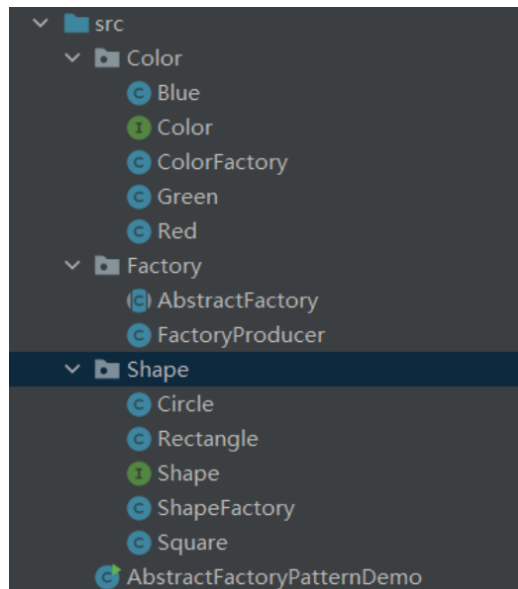 src
Color
Blue
Color
ColorFactory
Green
Red
Factory
AbstractFactory
FactoryProducer
Shape
Circle
Rectangle
Shape
ShapeFactory
Square
AbstractFactoryPatternDemo